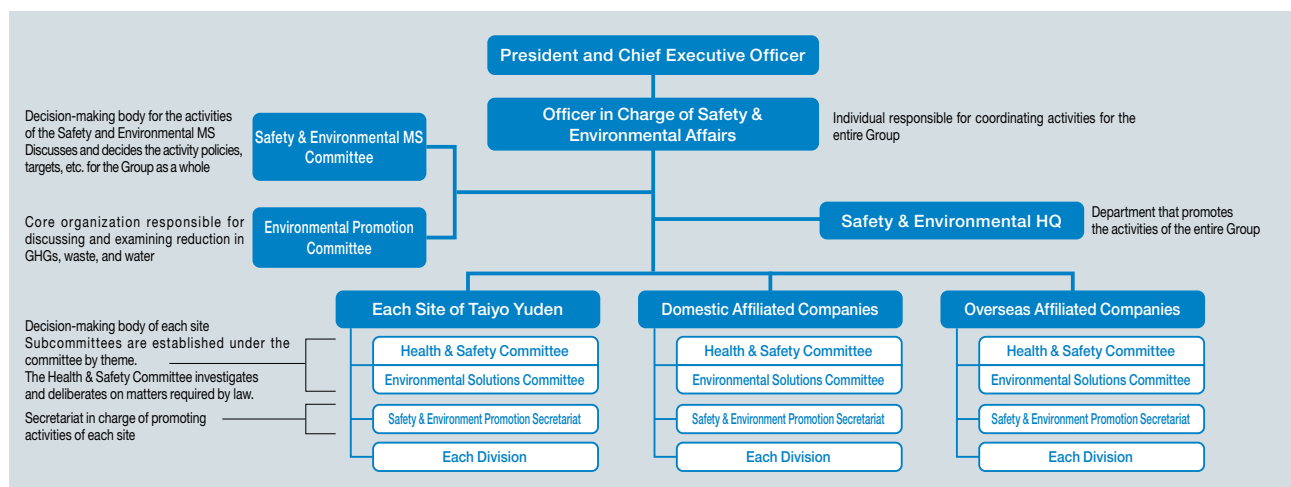 President and Chief Executive Officer
Officer in Charge of Safety &
Environmental Affairs
Individual responsible for coordinating activities for the
entire Group
Decision-making body for the activities
of the Safety and Environmental MS
Discusses and decides the activity policies,
targets, etc. for the Group as a whole
Safety & Environmental MS
Committee
Core organization responsible for
discussing and examining reduction in
GHGs, waste, and water
Environmental Promotion
Committee
Safety & Environmental HQ
Department that promotes
the activities of the entire Group
Each Site of Taiyo Yuden
Domestic Affiliated Companies
Overseas Affiliated Companies
Decision-making body of each site
Subcommittees are established under the
committee by theme.
The Health & Safety Committee investigates
and deliberates on matters required by law.
Secretariat in charge of promoting
activities of each site
Health & Safety Committee
Environmental Solutions Committee
Safety & Environment Promotion Secretariat
Each Division
Health & Safety Committee
Environmental Solutions Committee
Safety & Environment Promotion Secretariat
Each Division
Health & Safety Committee
Environmental Solutions Committee
Safety & Environment Promotion Secretariat
Each Division